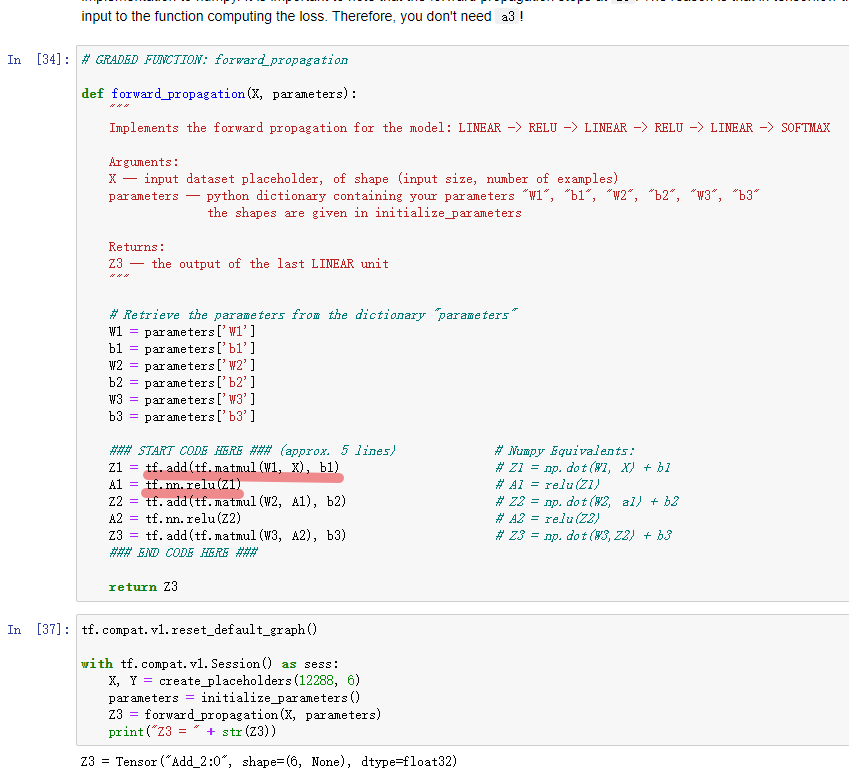 input to the function computing the loss. Therefore, you don't need a3 !
In [34]: # GRADED FUNCTION: forward_propagation
def forward_propagation(X, parameters):
"""
Implements the forward propagation for the model: LINEAR -> RELU -> LINEAR -> RELU -> LINEAR -> SOFTMAX
Arguments:
X -- input dataset placeholder, of shape (input size, number of examples)
parameters -- python dictionary containing your parameters "W1", "b1", "W2", "b2", "W3", "b3"
the shapes are given in initialize_parameters
Returns:
Z3 -- the output of the last LINEAR unit
"""
# Retrieve the parameters from the dictionary "parameters"
W1 = parameters['W1']
b1 = parameters['b1']
W2 = parameters['W2']
b2 = parameters['b2']
W3 = parameters['W3']
b3 = parameters['b3']
### START CODE HERE ### (approx. 5 lines) # Numpy Equivalents:
Z1 = tf.add(tf.matmul(W1, X), b1) # Z1 = np.dot(W1, X) + b1
A1 = tf.nn.relu(Z1) # A1 = relu(Z1)
Z2 = tf.add(tf.matmul(W2, A1), b2) # Z2 = np.dot(W2, a1) + b2
A2 = tf.nn.relu(Z2) # A2 = relu(Z2)
Z3 = tf.add(tf.matmul(W3, A2), b3) # Z3 = np.dot(W3,Z2) + b3
### END CODE HERE ###
return Z3
In [37]: tf.compat.v1.reset_default_graph()
with tf.compat.v1.Session() as sess:
X, Y = create_placeholders(12288, 6)
parameters = initialize_parameters()
Z3 = forward_propagation(X, parameters)
print("Z3 = " + str(Z3))
Z3 = Tensor("Add_2:0", shape=(6, None), dtype=float32)